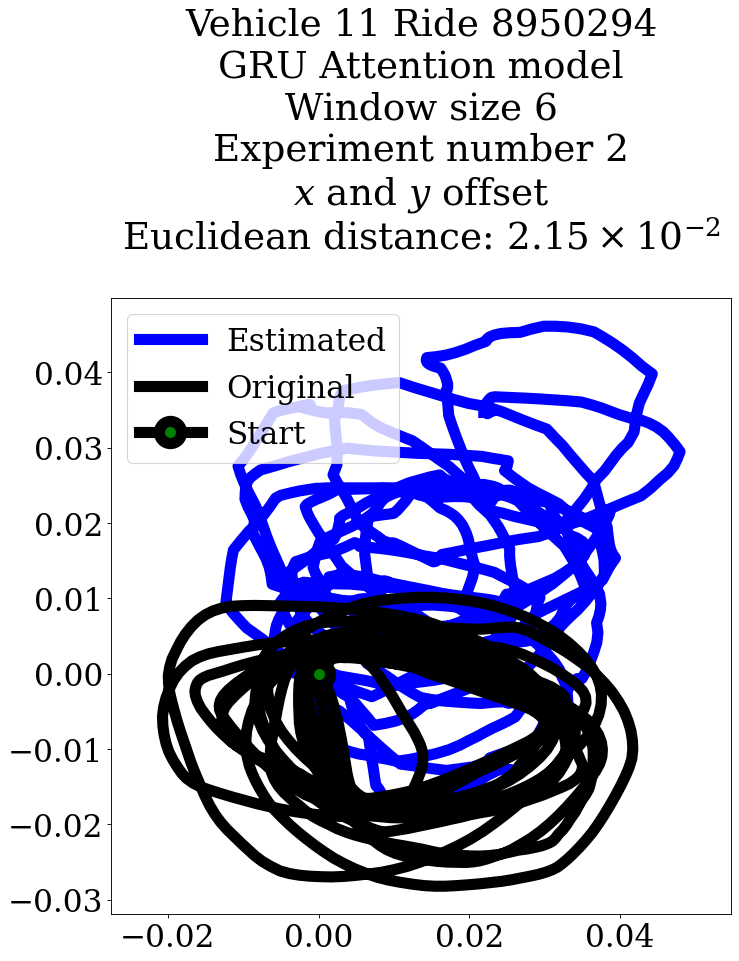 Vehicle 11 Ride 8950294
GRU Attention model
Window size 6
Experiment number 2
x and y offset
Euclidean distance: 2.15 × 10⁻²
Estimated
Original
Start
0.04
0.03
0.02
0.01
0.00
−0.01
−0.02
−0.03
−0.02 0.00 0.02 0.04